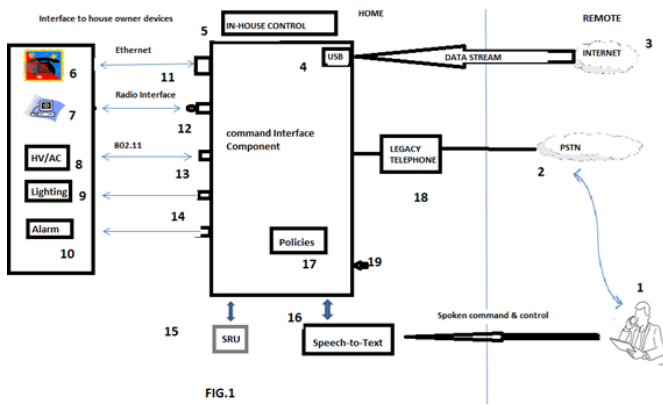 Interface to house owner devices
5
IN-HOUSE CONTROL
HOME
REMOTE
Ethernet
6
11
4
USB
DATA STREAM
INTERNET
3
Radio Interface
7
12
command Interface
Component
802.11
HV/AC
8
13
LEGACY
TELEPHONE
18
PSTN
2
Lighting
9
14
Alarm
10
Policies
17
19
1
15
SRU
16
Speech-to-Text
Spoken command & control
FIG.1